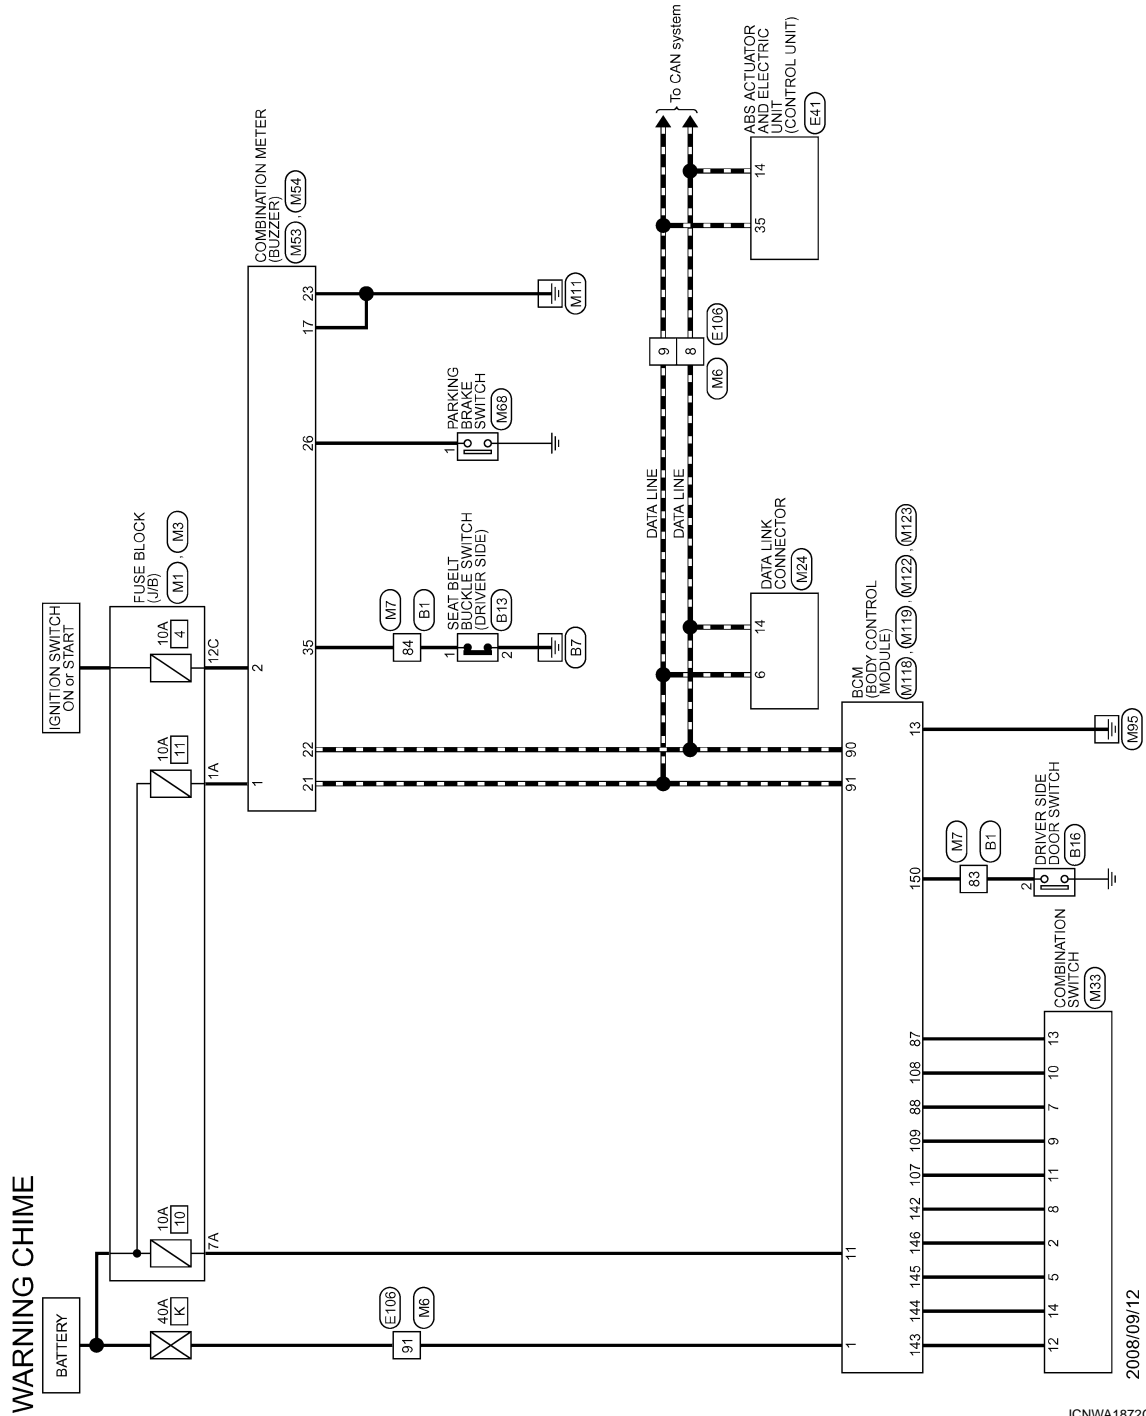 WARNING CHIME
BATTERY
IGNITION SWITCH
ON or START
FUSE BLOCK
(J/B)
M1 , M3
40A
K
10A
10
10A
11
10A
4
7A
1A
12C
E106
M6
91
COMBINATION METER
(BUZZER)
M53 , M54
1
2
21
22
35
26
17
23
M7
B1
84
1
2
SEAT BELT
BUCKLE SWITCH
(DRIVER SIDE)
B13
B7
1
PARKING
BRAKE
SWITCH
M68
M11
DATA LINE
DATA LINE
9
8
M6
E106
To CAN system
DATA LINK
CONNECTOR
M24
6
14
ABS ACTUATOR
AND ELECTRIC
UNIT
(CONTROL UNIT)
E41
35
14
BCM
(BODY CONTROL
MODULE)
M118 , M119 , M122 , M123
1
11
91
90
143
144
145
146
142
107
109
88
108
87
150
13
12
14
5
2
8
11
9
7
10
13
COMBINATION
SWITCH
M33
M7
B1
83
2
DRIVER SIDE
DOOR SWITCH
B16
M95
2008/09/12